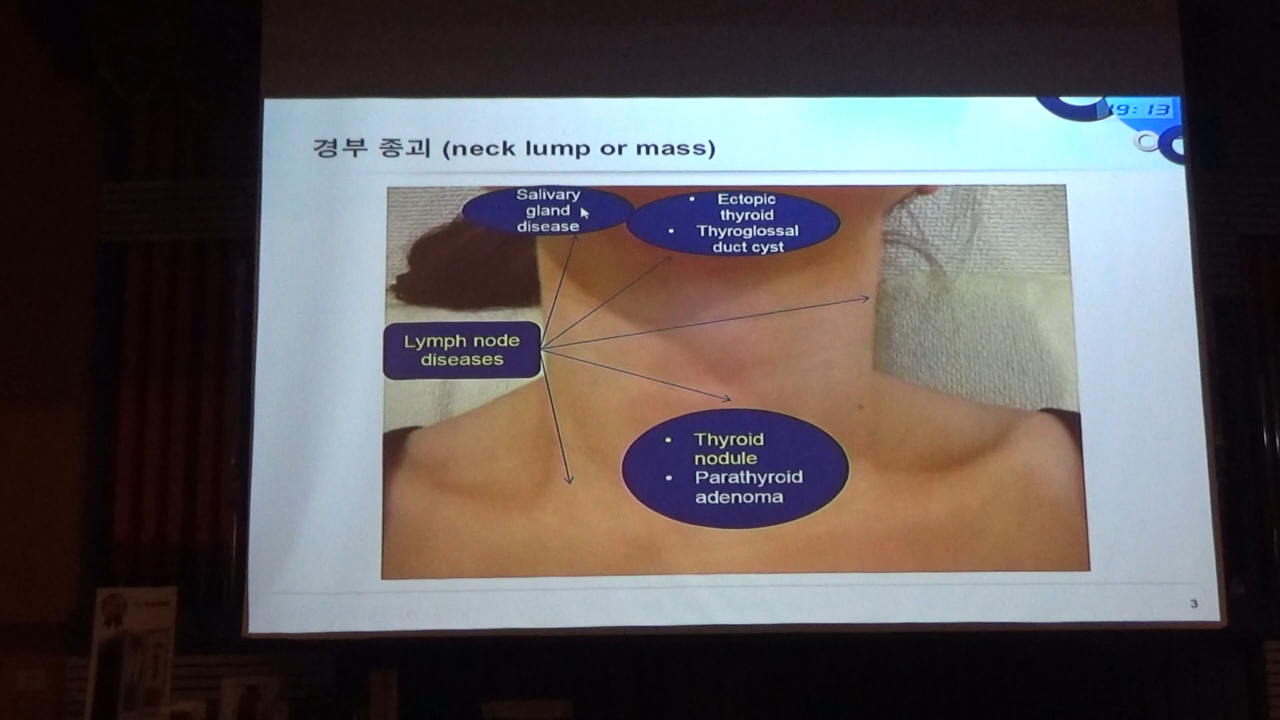 19:13
경부 종괴 (neck lump or mass)
Salivary
gland
disease
• Ectopic
thyroid
• Thyroglossal
duct cyst
Lymph node
diseases
• Thyroid
nodule
• Parathyroid
adenoma
3